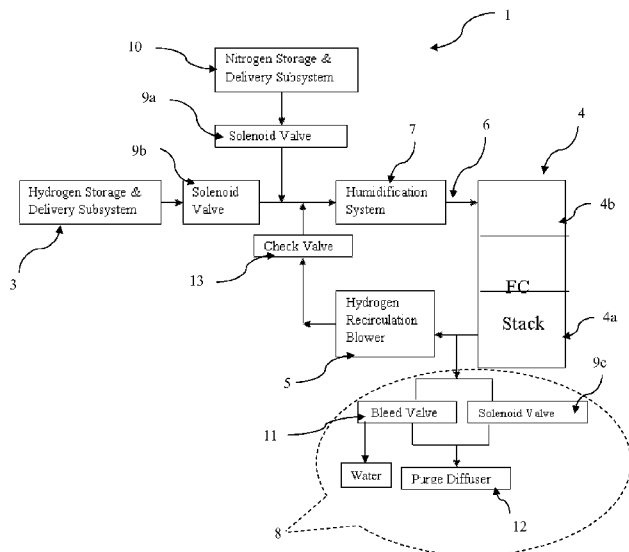 1
10
Nitrogen Storage &
Delivery Subsystem
9a
Solenoid Valve
9b
7
6
4
Hydrogen Storage &
Delivery Subsystem
Solenoid
Valve
Humidification
System
4b
3
Check Valve
13
FC
Stack
4a
Hydrogen
Recirculation
Blower
5
9c
Bleed Valve
Solenoid Valve
11
Water
Purge Diffuser
12
8